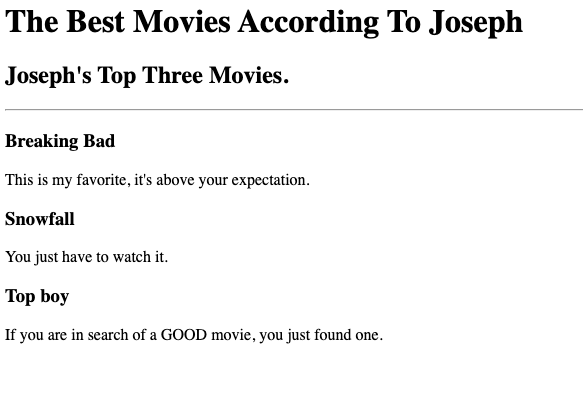 The Best Movies According To Joseph
Joseph's Top Three Movies.
Breaking Bad
This is my favorite, it's above your expectation.
Snowfall
You just have to watch it.
Top boy
If you are in search of a GOOD movie, you just found one.